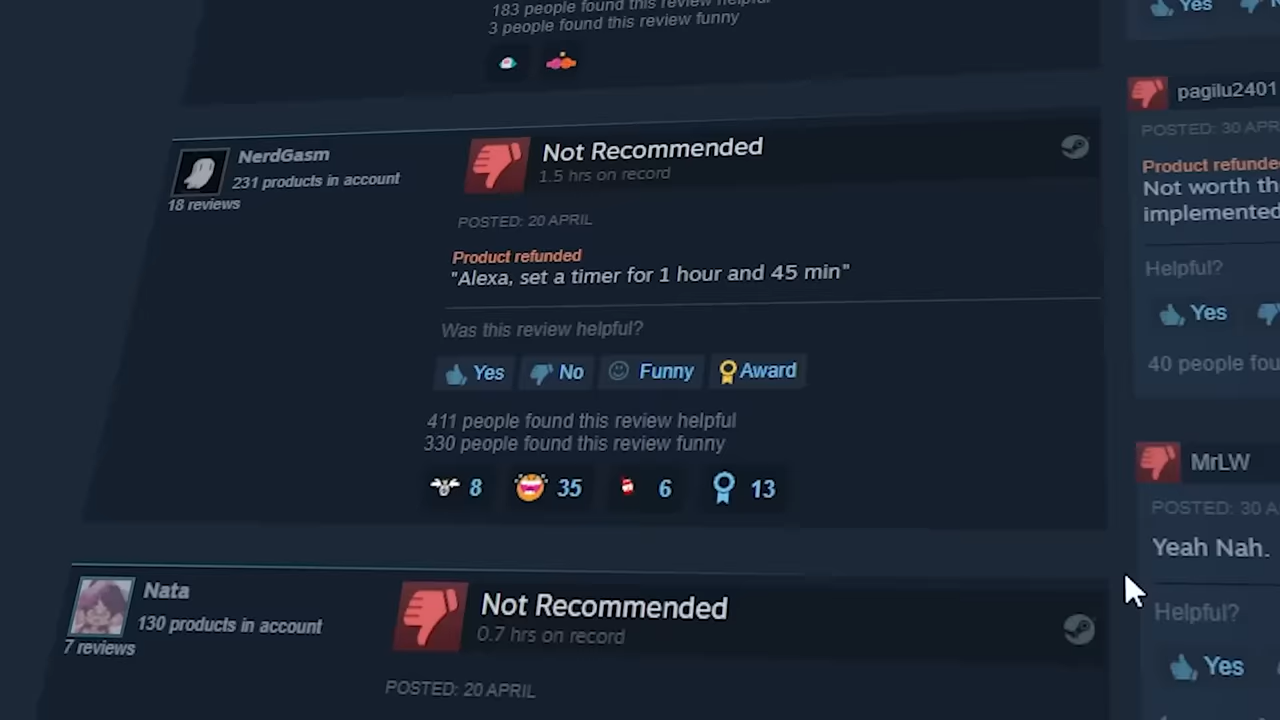 183 people found this review helpful
3 people found this review funny
NerdGasm
231 products in account
18 reviews
Not Recommended
1.5 hrs on record
POSTED: 20 APRIL
Product refunded
"Alexa, set a timer for 1 hour and 45 min"
Was this review helpful?
Yes No Funny Award
411 people found this review helpful
330 people found this review funny
8 35 6 13
Nata
130 products in account
7 reviews
Not Recommended
0.7 hrs on record
POSTED: 20 APRIL
Yes
pagilu2401
POSTED: 30 APR
Product refunde
Not worth th
implemented
Helpful?
Yes
40 people fou
MrLW
POSTED: 30 A
Yeah Nah.
Helpful?
Yes